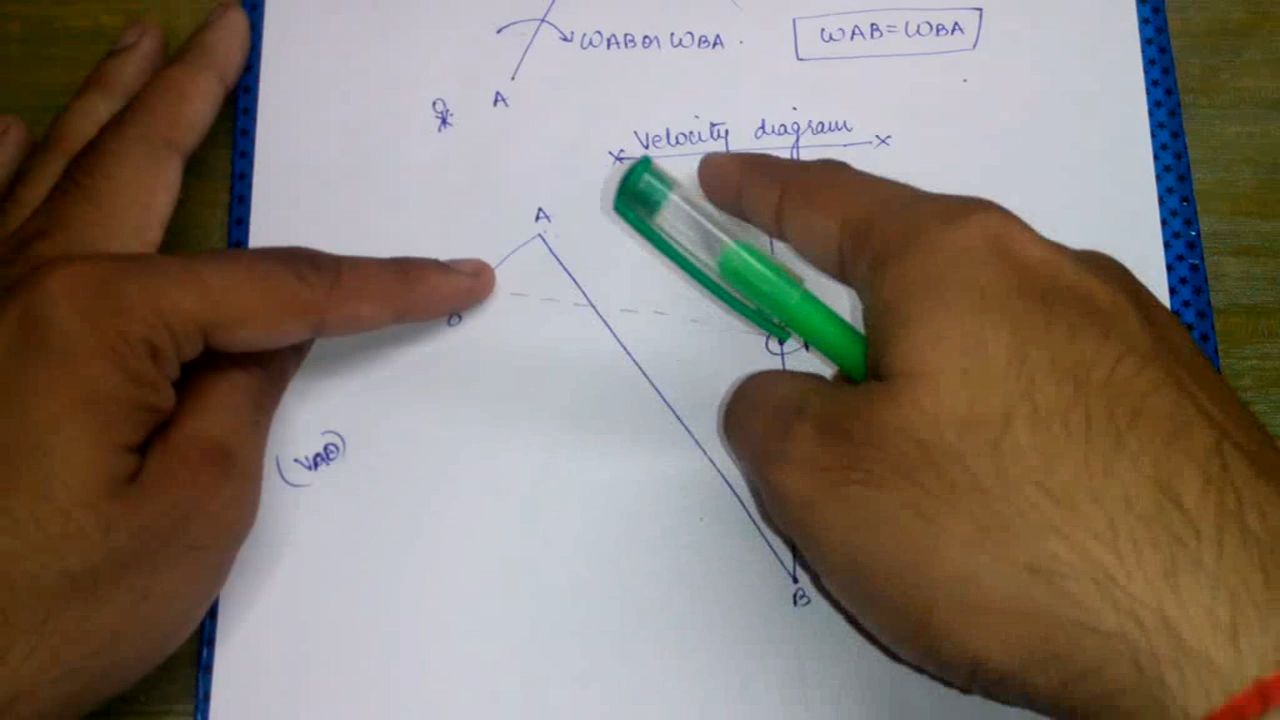 ωAB or ωBA.
ωAB = ωBA
A
Velocity diagram
A
O
(VAO)
B